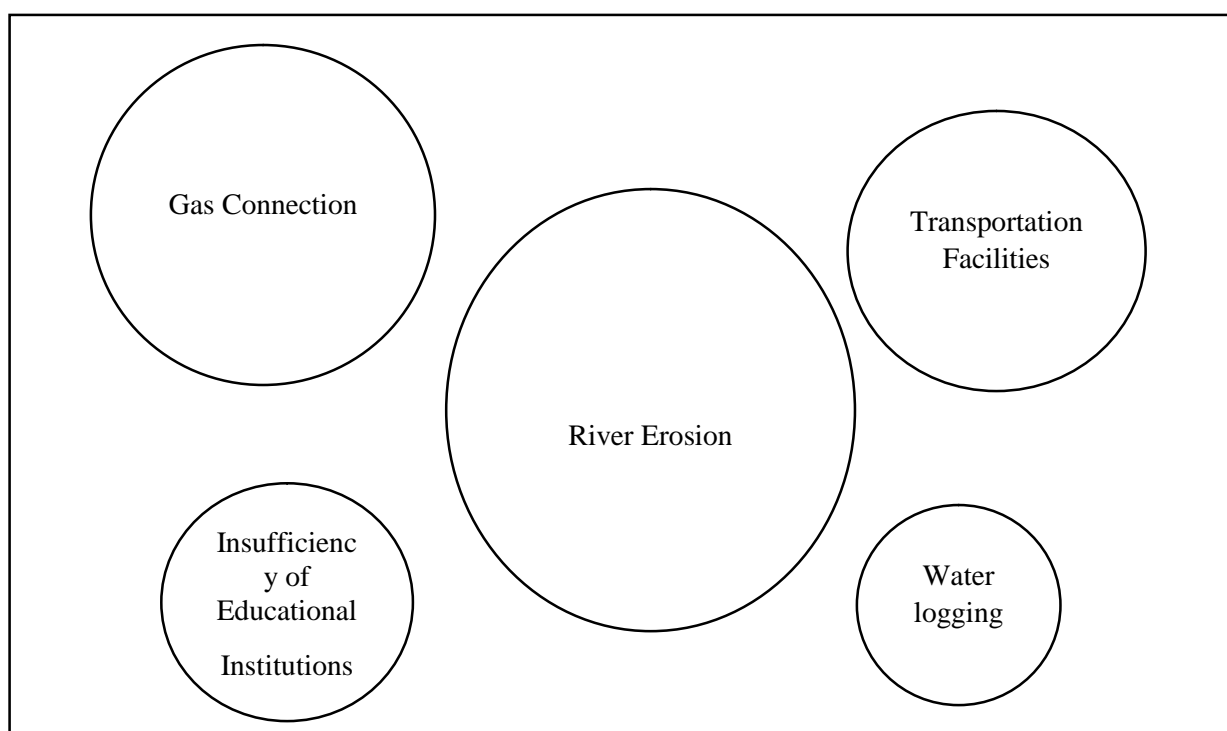 Gas Connection
Transportation
Facilities
River Erosion
Insufficienc
y of
Educational
Institutions
Water
logging